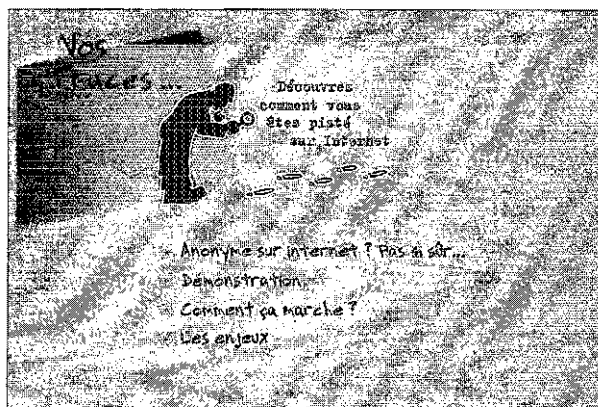 Vos
traces...
Découvrez
comment vous
êtes pisté
sur Internet
Anonyme sur internet ? Pas si sûr...
Démonstration
Comment ça marche ?
Les enjeux